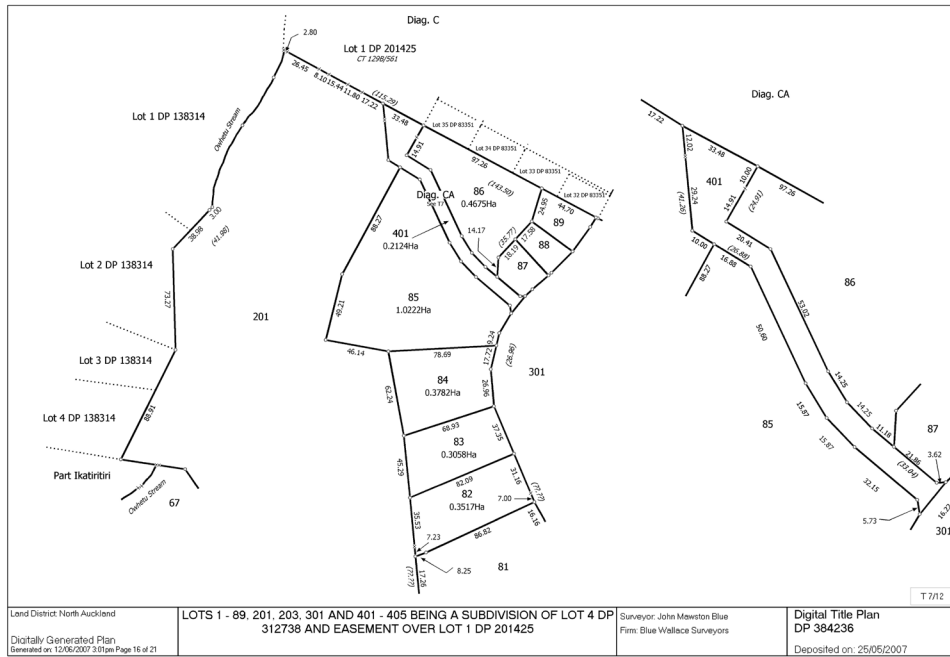 Diag. C
2.80
Lot 1 DP 201425
CT 1298/561
26.45
8.10
15.44
11.80
17.22
(115.29)
33.48
Lot 1 DP 138314
Owhetu Stream
Lot 35 DP 83351
Lot 34 DP 83351
Lot 33 DP 83351
Lot 32 DP 83351
97.26
14.91
(143.50)
86
0.4675Ha
Diag. CA
24.95
44.70
89
3.00
38.98
(41.98)
88.27
401
0.2124Ha
14.17
(35.77)
17.58
18.19
88
87
Lot 2 DP 138314
73.27
201
49.21
85
1.0222Ha
46.14
78.69
9.24
17.72
(26.96)
301
Lot 3 DP 138314
62.24
84
0.3782Ha
26.96
Lot 4 DP 138314
88.91
68.93
37.35
83
0.3058Ha
45.29
Part Ikatiritiri
82.09
31.16
(77.77)
82
0.3517Ha
7.00
16.16
Owhetu Stream
67
35.53
7.23
86.82
(77.77)
17.26
8.25
81
Diag. CA
17.22
12.02
33.48
401
10.00
97.26
29.24
(41.26)
14.91
(24.91)
10.00
20.41
(26.88)
16.88
88.27
86
53.02
50.60
14.25
14.25
15.87
11.18
87
85
15.87
21.86
3.62
(33.04)
32.15
5.73
16.27
301
T 7/12
Land District: North Auckland
Digitally Generated Plan
Generated on: 12/06/2007 3:01pm Page 16 of 21
LOTS 1 - 89, 201, 203, 301 AND 401 - 405 BEING A SUBDIVISION OF LOT 4 DP
312738 AND EASEMENT OVER LOT 1 DP 201425
Surveyor: John Mawston Blue
Firm: Blue Wallace Surveyors
Digital Title Plan
DP 384236
Deposited on: 25/05/2007